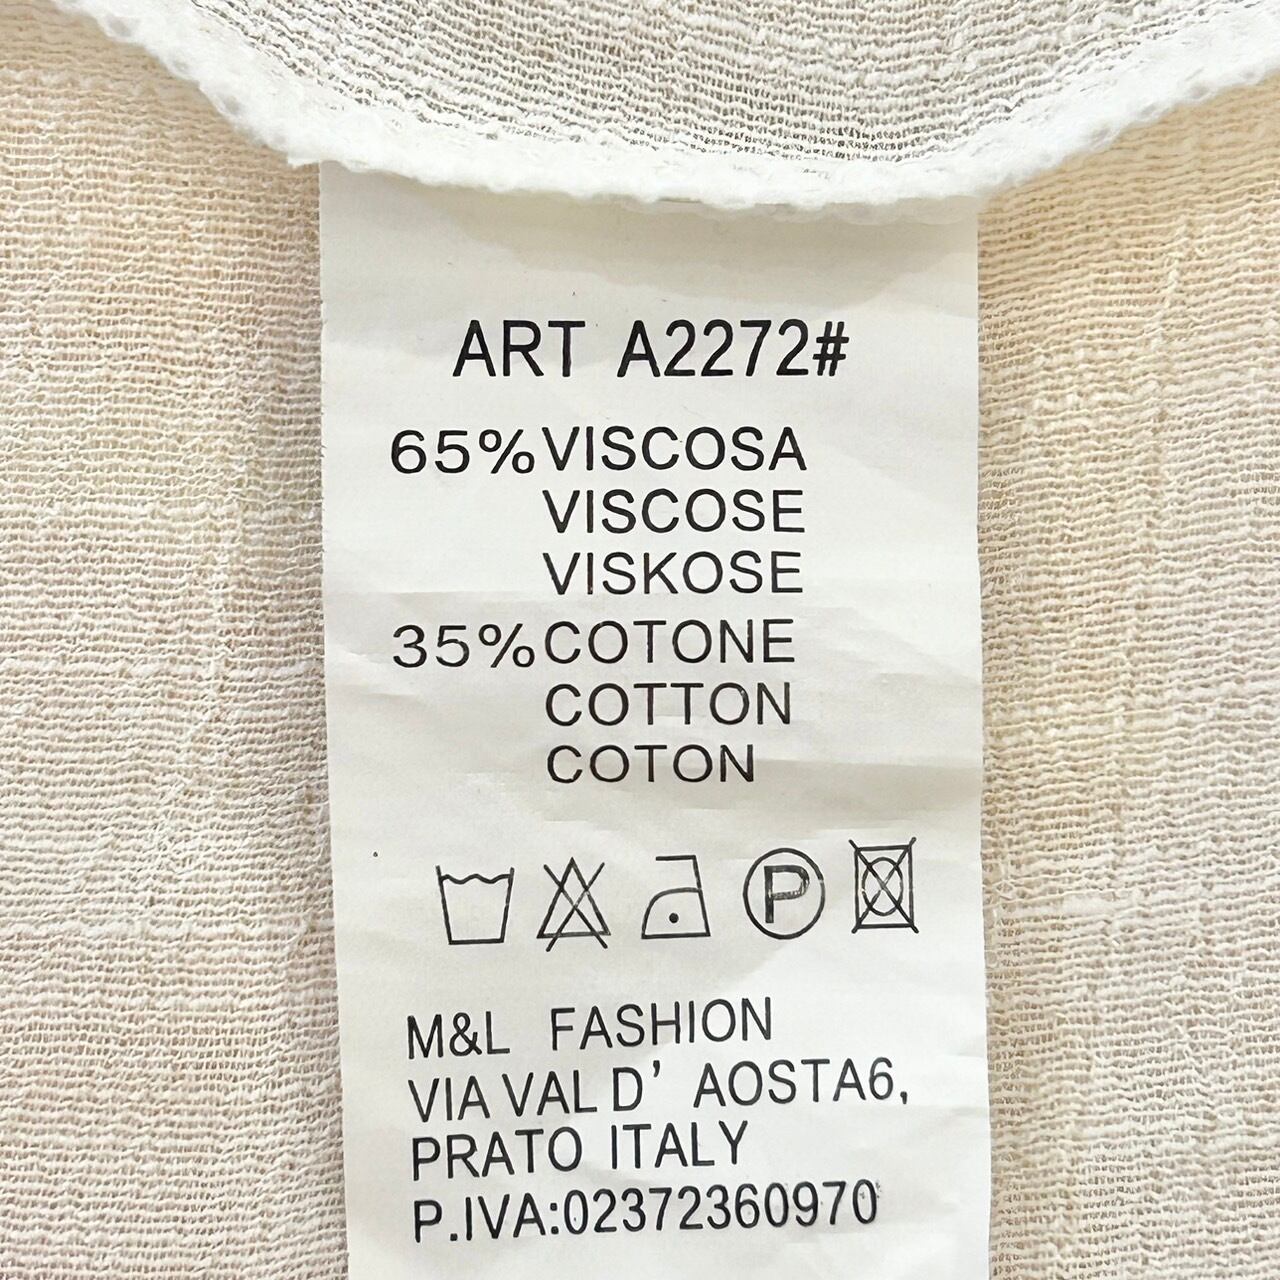 ART A2272#
65%VISCOSA
VISCOSE
VISKOSE
35%COTONE
COTTON
COTON
P
M&L FASHION
VIA VAL D' AOSTA6,
PRATO ITALY
P.IVA:02372360970